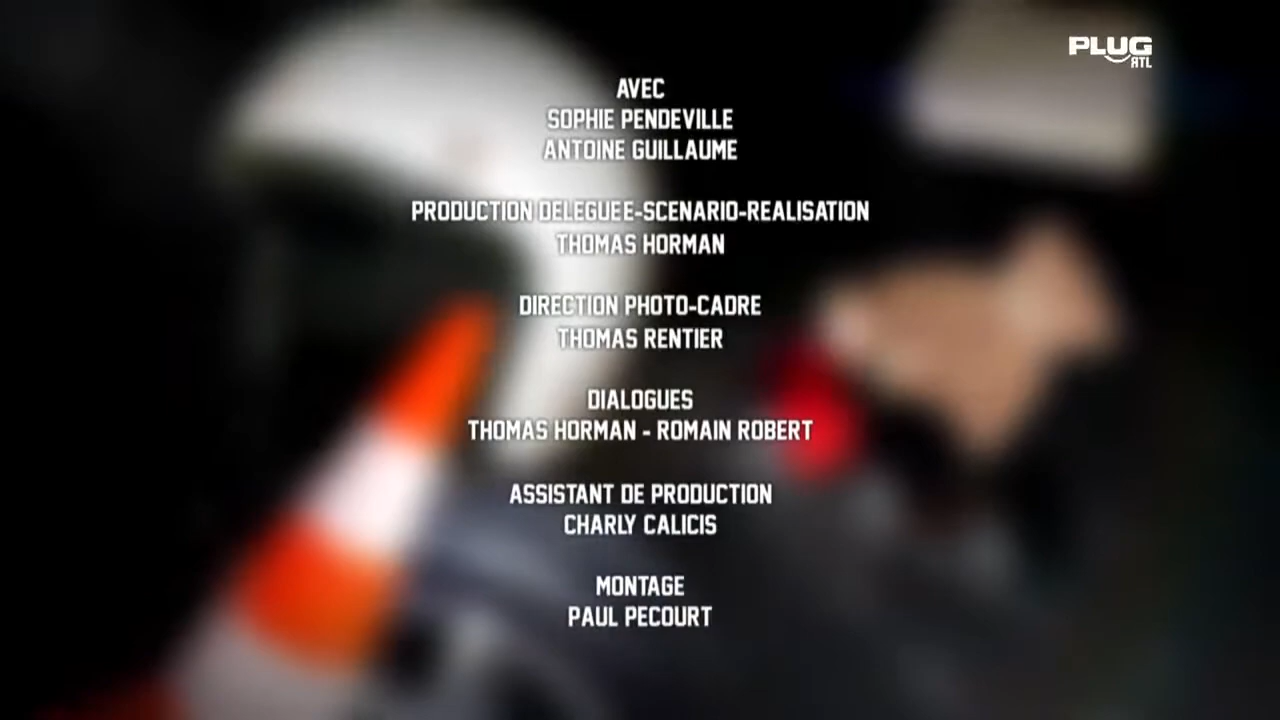 PLUG
RTL
AVEC
SOPHIE PENDEVILLE
ANTOINE GUILLAUME
PRODUCTION DELEGUEE-SCENARIO-REALISATION
THOMAS HORMAN
DIRECTION PHOTO-CADRE
THOMAS RENTIER
DIALOGUES
THOMAS HORMAN - ROMAIN ROBERT
ASSISTANT DE PRODUCTION
CHARLY CALICIS
MONTAGE
PAUL PECOURT